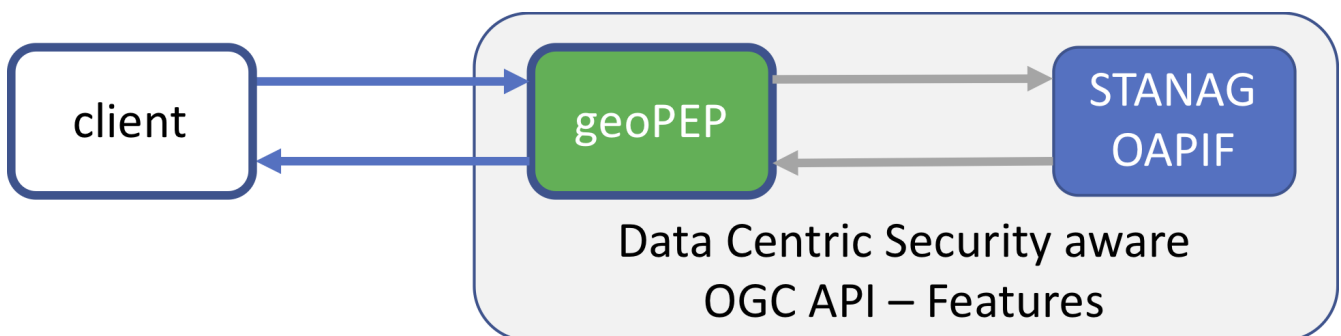 client
geoPEP
STANAG
OAPIF
Data Centric Security aware
OGC API – Features